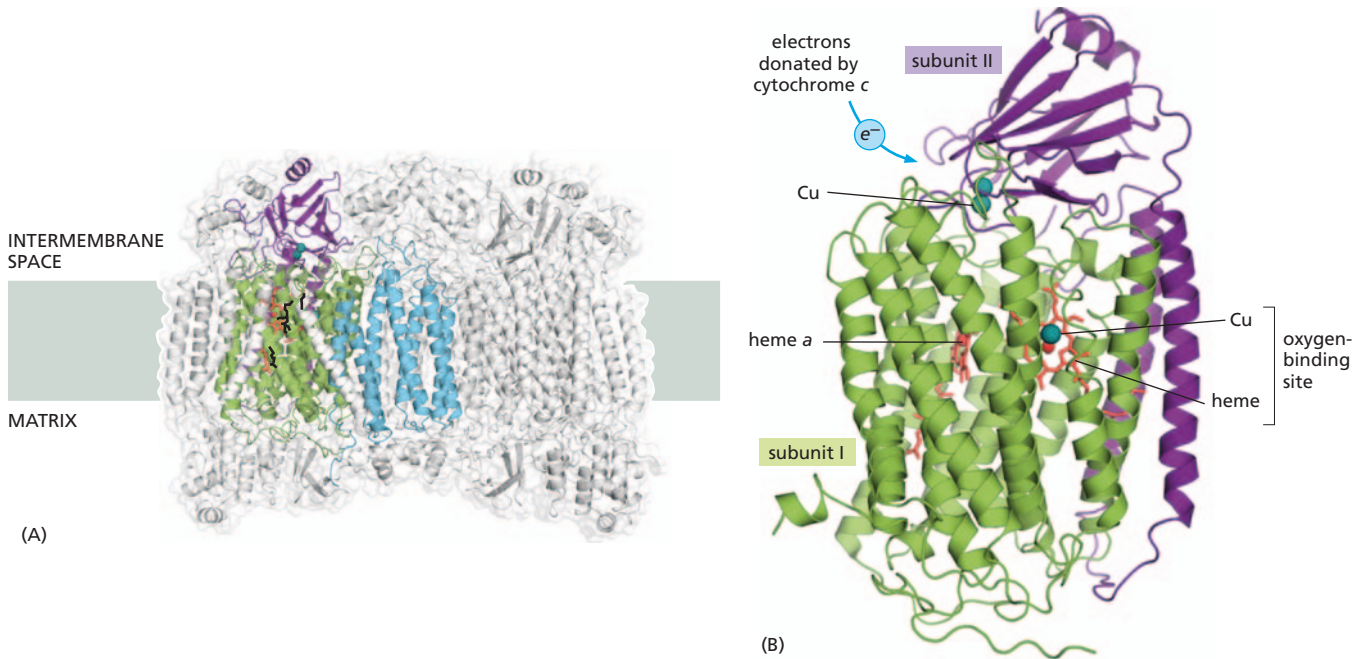 INTERMEMBRANE
SPACE
MATRIX
(A)
electrons
donated by
cytochrome c
e–
subunit II
Cu
heme a
subunit I
Cu
heme
oxygen-
binding
site
(B)